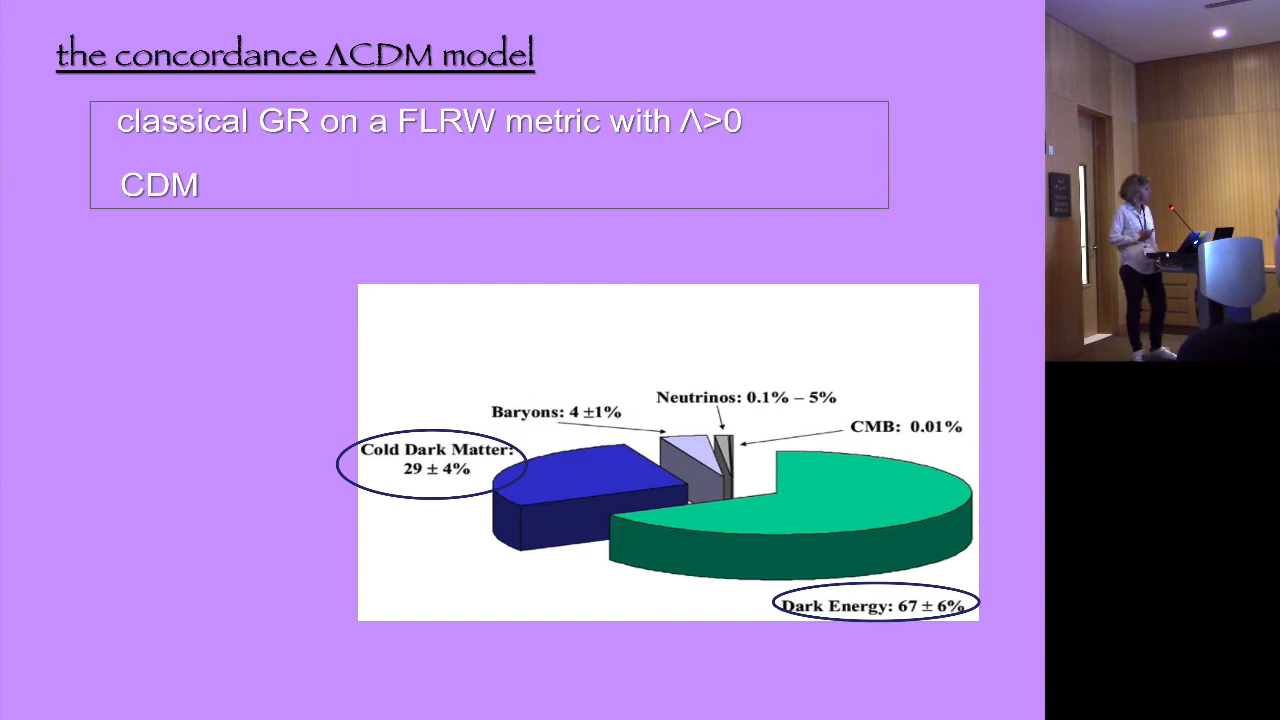 the concordance ΛCDM model
classical GR on a FLRW metric with Λ>0
CDM
Neutrinos: 0.1% – 5%
Baryons: 4 ±1%
CMB: 0.01%
Cold Dark Matter:
29 ± 4%
Dark Energy: 67 ± 6%